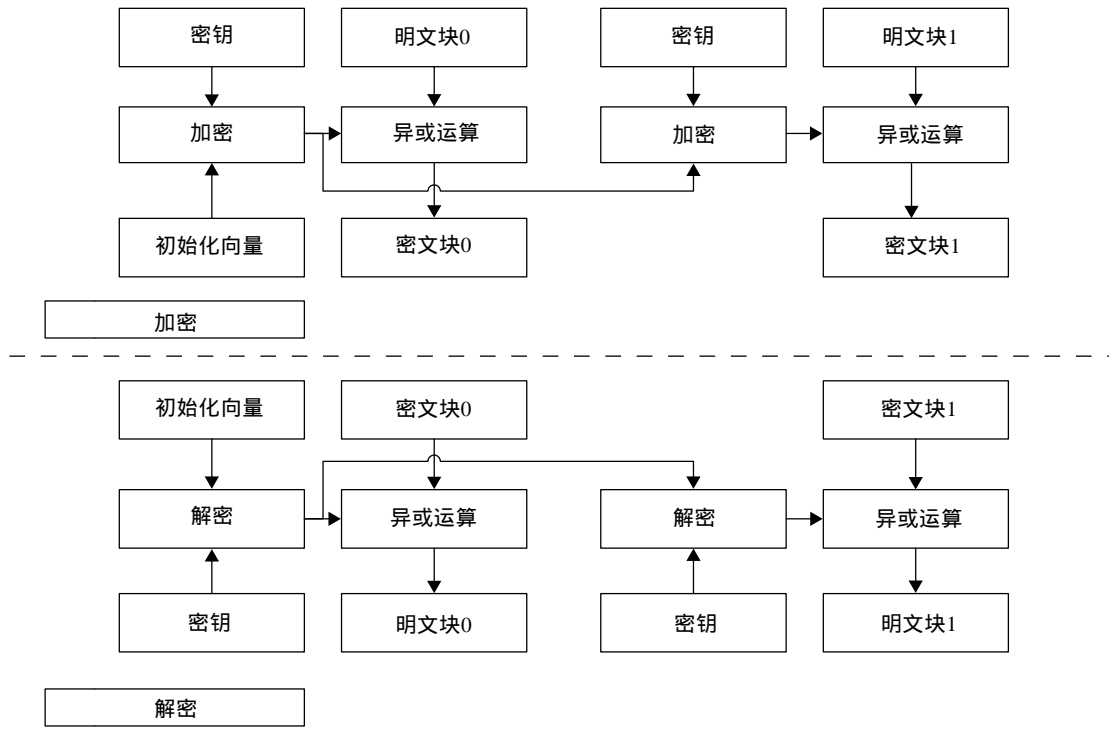 密钥
明文块0
密钥
明文块1
加密
异或运算
加密
异或运算
初始化向量
密文块0
密文块1
加密
初始化向量
密文块0
密文块1
解密
异或运算
解密
异或运算
密钥
明文块0
密钥
明文块1
解密